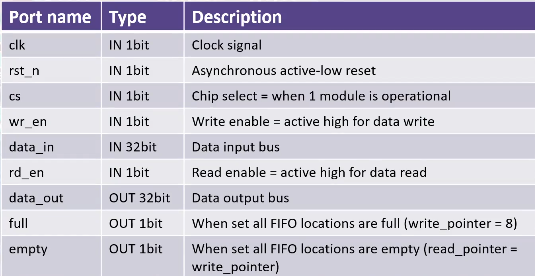 Port name Type Description
clk IN 1bit Clock signal
rst_n IN 1bit Asynchronous active-low reset
cs IN 1bit Chip select = when 1 module is operational
wr_en IN 1bit Write enable = active high for data write
data_in IN 32bit Data input bus
rd_en IN 1bit Read enable = active high for data read
data_out OUT 32bit Data output bus
full OUT 1bit When set all FIFO locations are full (write_pointer = 8)
empty OUT 1bit When set all FIFO locations are empty (read_pointer =
write_pointer)